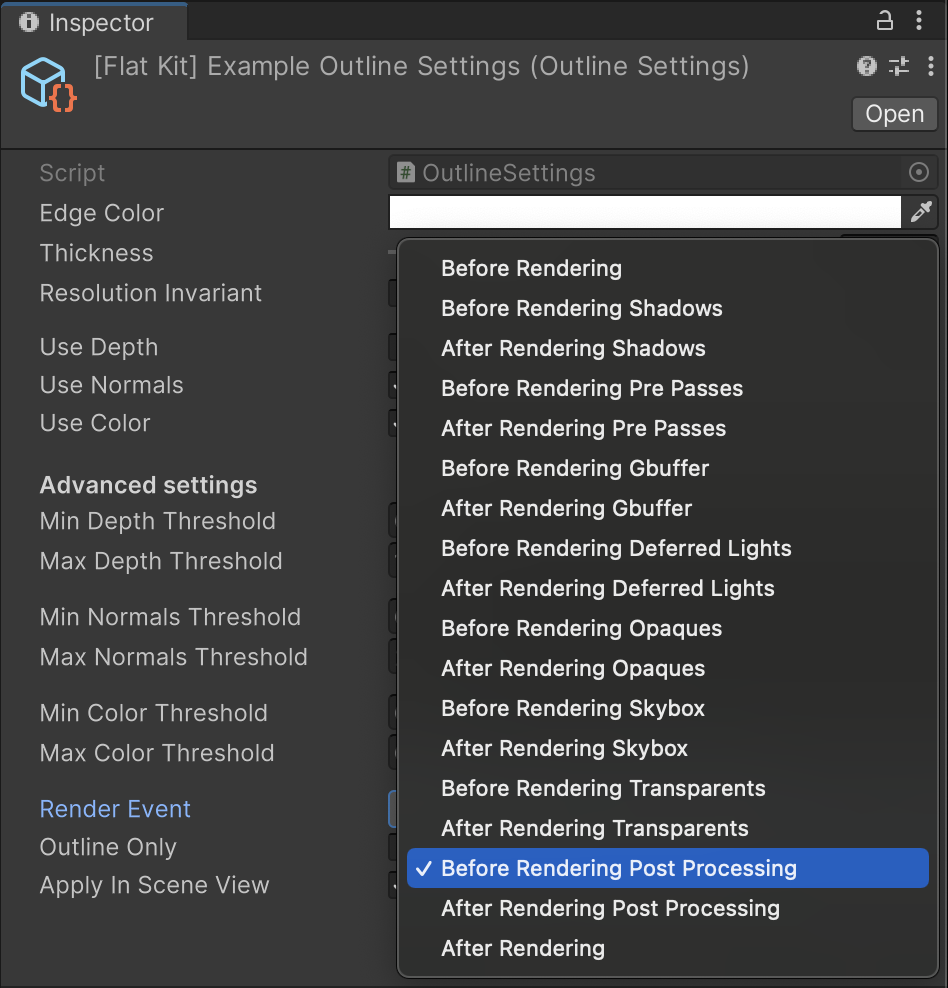 Inspector
[Flat Kit] Example Outline Settings (Outline Settings)
Open
Script
# OutlineSettings
Edge Color
Thickness
Resolution Invariant
Use Depth
Use Normals
Use Color
Advanced settings
Min Depth Threshold
Max Depth Threshold
Min Normals Threshold
Max Normals Threshold
Min Color Threshold
Max Color Threshold
Render Event
Outline Only
Apply In Scene View
Before Rendering
Before Rendering Shadows
After Rendering Shadows
Before Rendering Pre Passes
After Rendering Pre Passes
Before Rendering Gbuffer
After Rendering Gbuffer
Before Rendering Deferred Lights
After Rendering Deferred Lights
Before Rendering Opaques
After Rendering Opaques
Before Rendering Skybox
After Rendering Skybox
Before Rendering Transparents
After Rendering Transparents
✓ Before Rendering Post Processing
After Rendering Post Processing
After Rendering